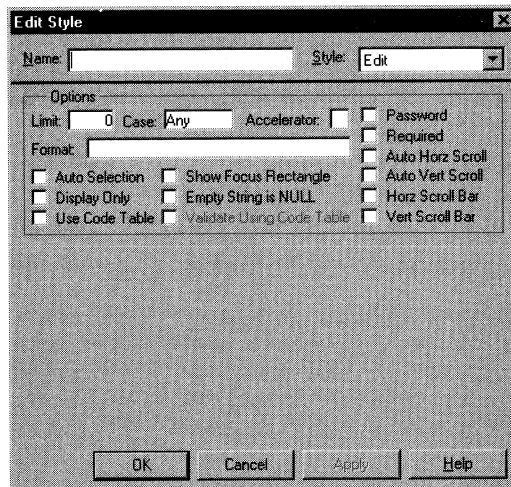 Edit Style
Name: Style: Edit
Options
Limit: 0 Case: Any Accelerator: Password
Required
Format: Auto Horz Scroll
Auto Selection Show Focus Rectangle Auto Vert Scroll
Display Only Empty String is NULL Horz Scroll Bar
Use Code Table Validate Using Code Table Vert Scroll Bar
OK Cancel Apply Help